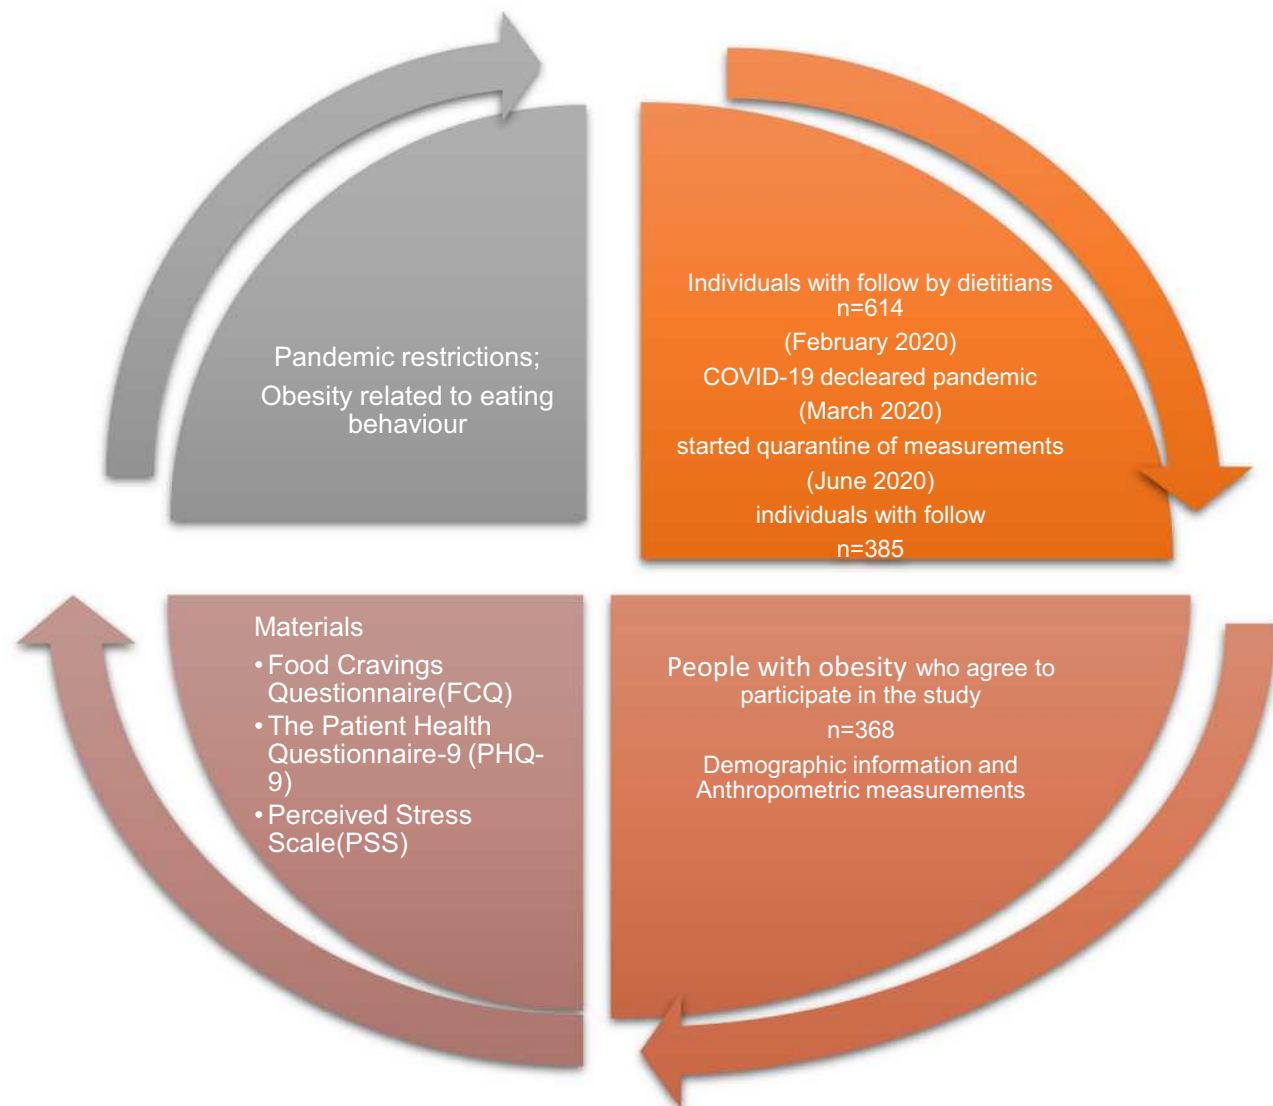 Pandemic restrictions;
Obesity related to eating
behaviour
Individuals with follow by dietitians
n=614
(February 2020)
COVID-19 decleared pandemic
(March 2020)
started quarantine of measurements
(June 2020)
individuals with follow
n=385
Materials
• Food Cravings
Questionnaire(FCQ)
• The Patient Health
Questionnaire-9 (PHQ-
9)
• Perceived Stress
Scale(PSS)
People with obesity who agree to
participate in the study
n=368
Demographic information and
Anthropometric measurements